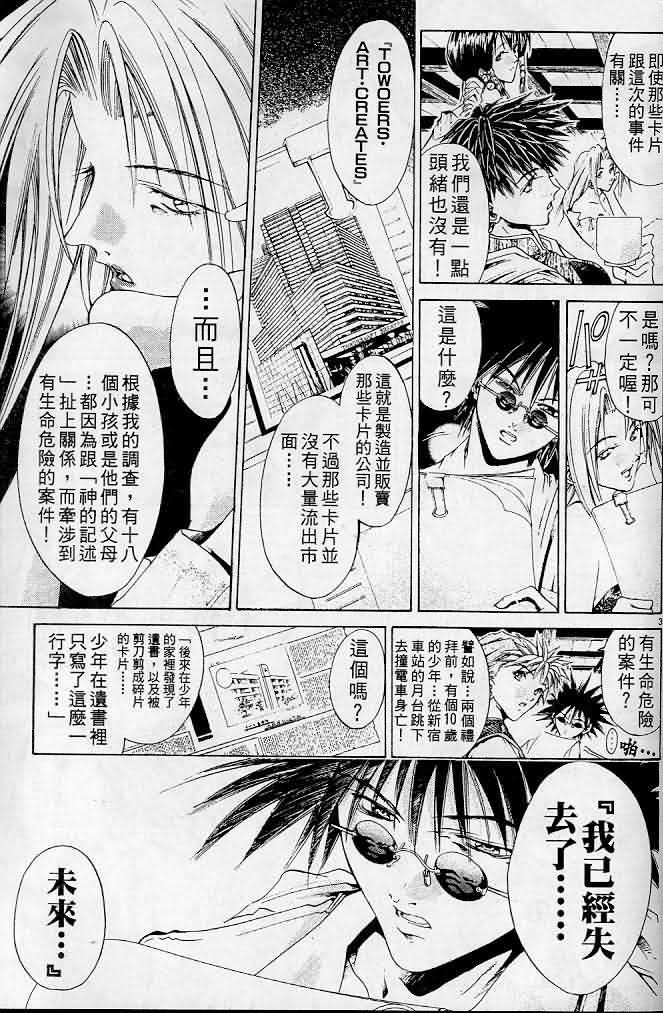 即使那些卡片
跟這次的事件
有關……
我們還是一點
頭緒也沒有！
是嗎？那可
不一定喔！
這是什麼？
『TOWOERS・
ART・CREATES』
這就是製造並販賣
那些卡片的公司！
不過那些卡片並
沒有大量流出市
面……
…而且…
根據我的調查，有十八
個小孩或是他們的父母
…都因為跟「神的記述
」扯上關係，而牽涉到
有生命危險的案件！
3
有生命危險
的案件？
啪…
譬如說…兩個禮
拜前，有個10歲
的少年…從新宿
車站的月台跳下
去撞電車身亡！
這個嗎？
「後來在少年
的家裡發現了
遺書，以及被
剪刀剪成碎片
的卡片……
少年在遺書裡
只寫了這麼一
行字……」
『我已經失
去了……
未來…』